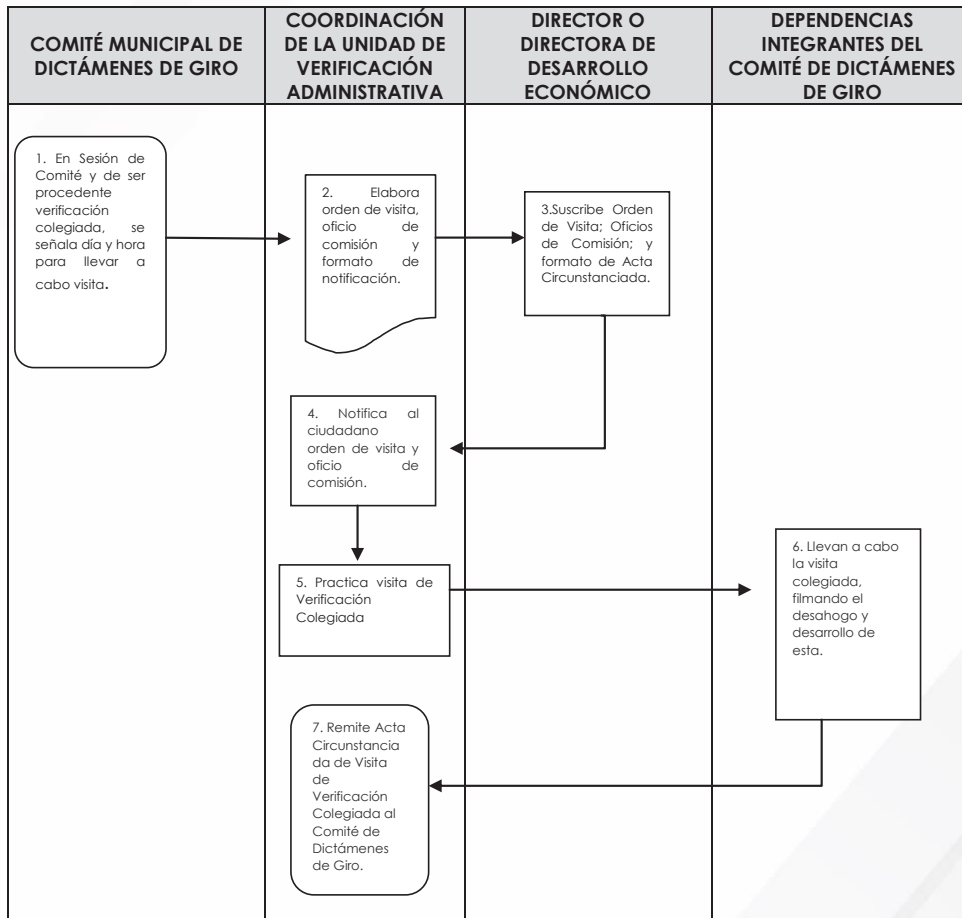 COMITÉ MUNICIPAL DE
DICTÁMENES DE GIRO
COORDINACIÓN
DE LA UNIDAD DE
VERIFICACIÓN
ADMINISTRATIVA
DIRECTOR O
DIRECTORA DE
DESARROLLO
ECONÓMICO
DEPENDENCIAS
INTEGRANTES DEL
COMITÉ DE DICTÁMENES
DE GIRO
1. En Sesión de
Comité y de ser
procedente
verificación
colegiada, se
señala día y hora
para llevar a
cabo visita.
2. Elabora
orden de visita,
oficio de
comisión y
formato de
notificación.
3.Suscribe Orden
de Visita; Oficios
de Comisión; y
formato de Acta
Circunstanciada.
4. Notifica al
ciudadano
orden de visita y
oficio de
comisión.
5. Practica visita de
Verificación
Colegiada
6. Llevan a cabo
la visita
colegiada,
filmando el
desahogo y
desarrollo de
esta.
7. Remite Acta
Circunstancia
da de Visita
de
Verificación
Colegiada al
Comité de
Dictámenes
de Giro.